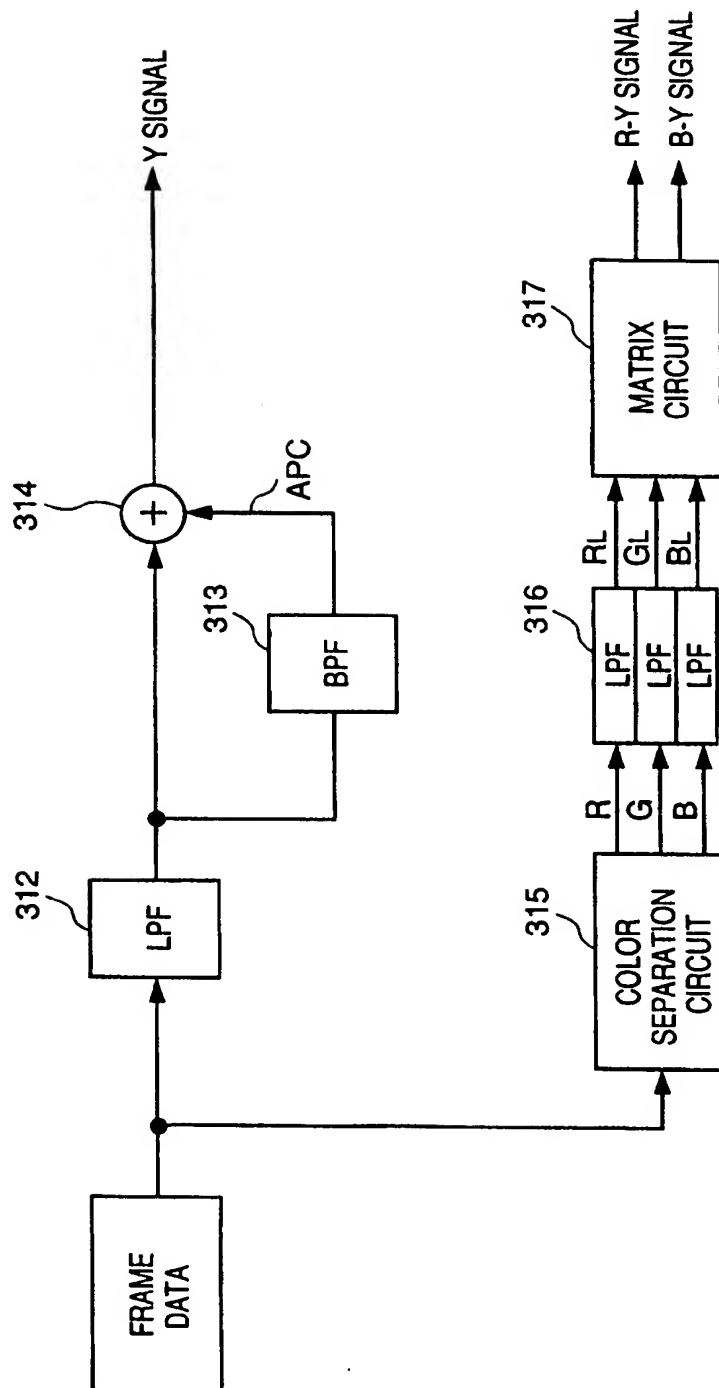 FRAME
DATA
312
LPF
313
BPF
APC
314
+
Y SIGNAL
315
COLOR
SEPARATION
CIRCUIT
R
G
B
316
LPF
LPF
LPF
RL
GL
BL
317
MATRIX
CIRCUIT
R-Y SIGNAL
B-Y SIGNAL